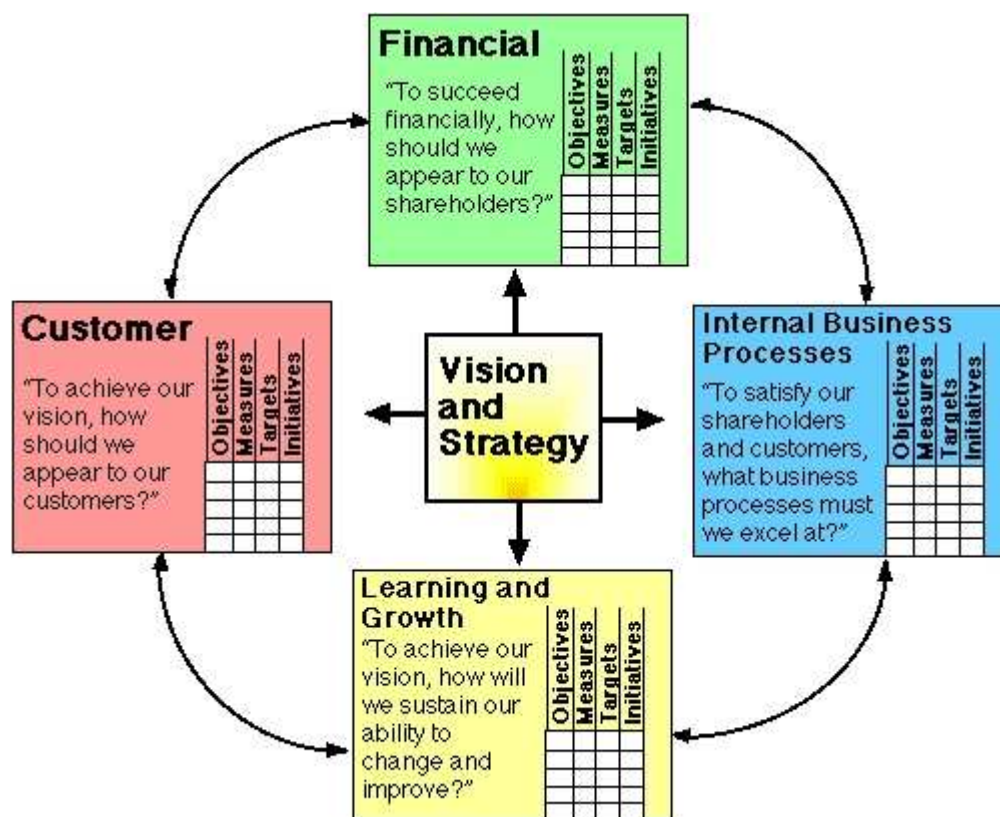 Financial
“To succeed
financially, how
should we
appear to our
shareholders?”
Objectives
Measures
Targets
Initiatives
Customer
“To achieve our
vision, how
should we
appear to our
customers?”
Objectives
Measures
Targets
Initiatives
Vision
and
Strategy
Internal Business
Processes
“To satisfy our
shareholders
and customers,
what business
processes must
we excel at?”
Objectives
Measures
Targets
Initiatives
Learning and
Growth
“To achieve our
vision, how will
we sustain our
ability to
change and
improve?”
Objectives
Measures
Targets
Initiatives